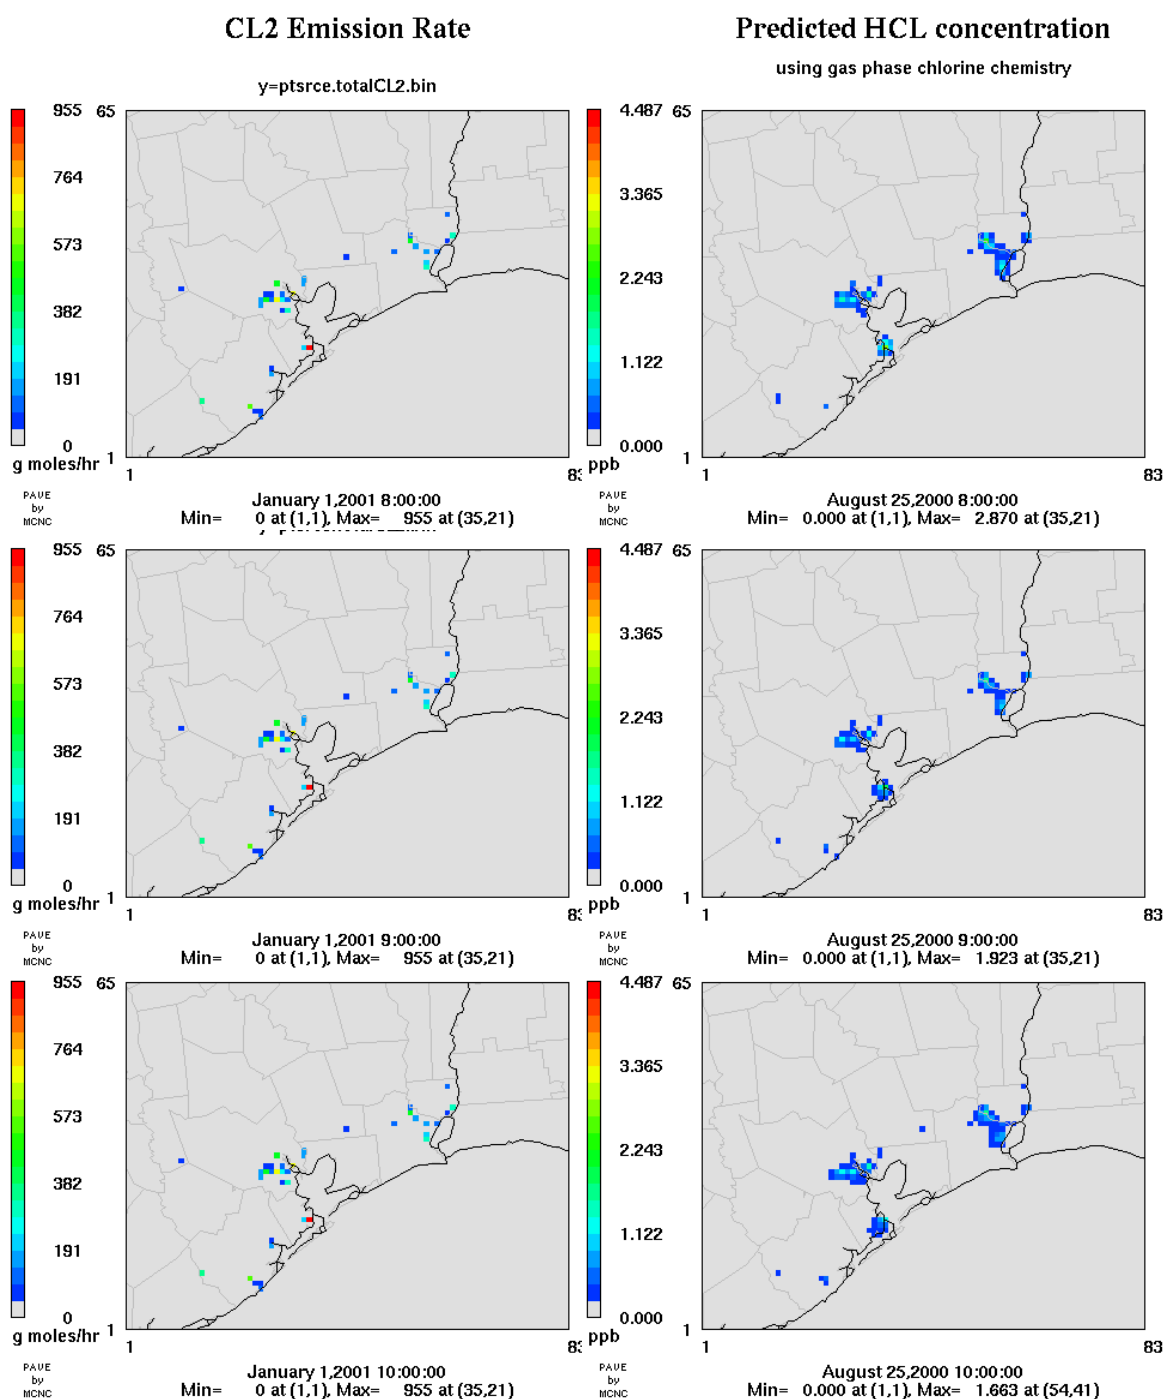 CL2 Emission Rate
Predicted HCL concentration
y=ptsrce.totalCL2.bin
using gas phase chlorine chemistry
955
764
573
382
191
0
g moles/hr
65
1
1
83
PAVE
by
MCNC
January 1,2001 8:00:00
Min= 0 at (1,1), Max= 955 at (35,21)
4.487
3.365
2.243
1.122
0.000
ppb
65
1
1
83
PAVE
by
MCNC
August 25,2000 8:00:00
Min= 0.000 at (1,1), Max= 2.870 at (35,21)
955
764
573
382
191
0
g moles/hr
65
1
1
83
PAVE
by
MCNC
January 1,2001 9:00:00
Min= 0 at (1,1), Max= 955 at (35,21)
4.487
3.365
2.243
1.122
0.000
ppb
65
1
1
83
PAVE
by
MCNC
August 25,2000 9:00:00
Min= 0.000 at (1,1), Max= 1.923 at (35,21)
955
764
573
382
191
0
g moles/hr
65
1
1
83
PAVE
by
MCNC
January 1,2001 10:00:00
Min= 0 at (1,1), Max= 955 at (35,21)
4.487
3.365
2.243
1.122
0.000
ppb
65
1
1
83
PAVE
by
MCNC
August 25,2000 10:00:00
Min= 0.000 at (1,1), Max= 1.663 at (54,41)